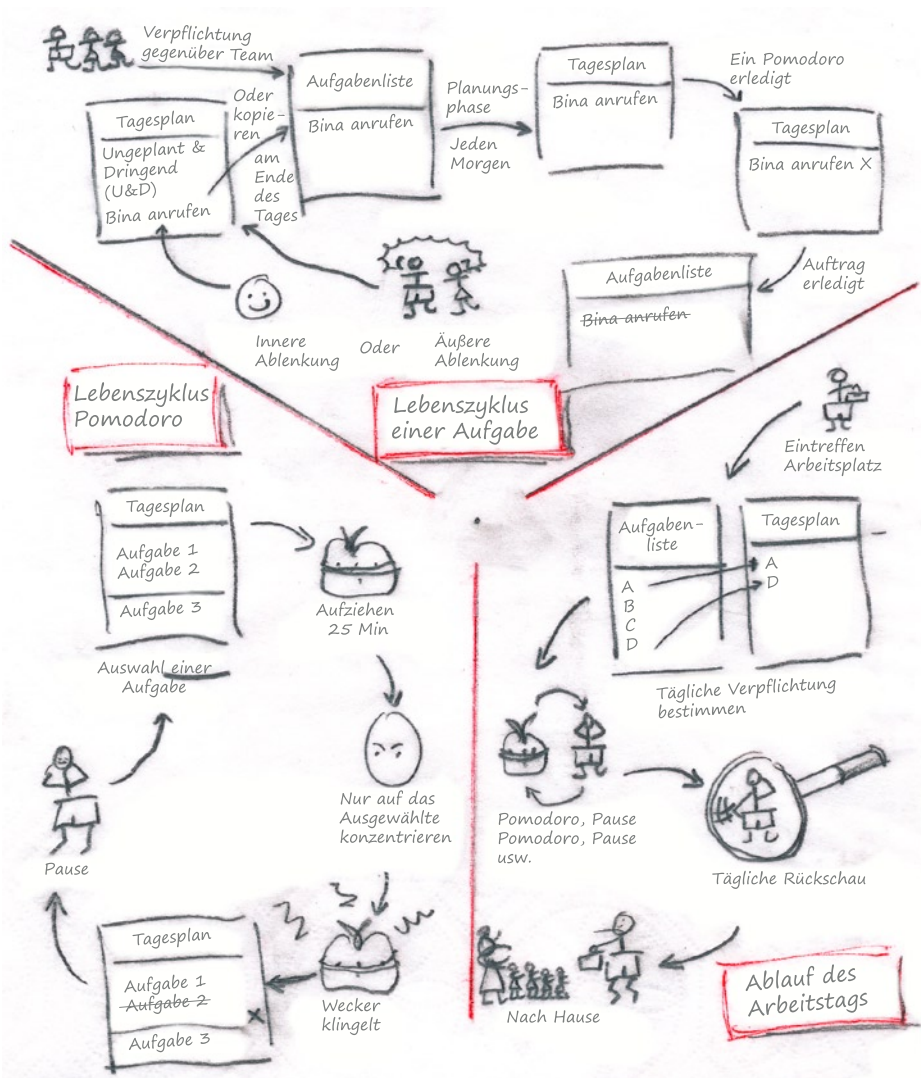 Verpflichtung
gegenüber Team
Tagesplan
Ungeplant &
Dringend
(U&D)
Bina anrufen
Oder
kopie-
ren
am
Ende
des
Tages
Aufgabenliste
Bina anrufen
Planungs-
phase
Jeden
Morgen
Tagesplan
Bina anrufen
Ein Pomodoro
erledigt
Tagesplan
Bina anrufen X
Auftrag
erledigt
Aufgabenliste
Bina anrufen
Innere
Ablenkung
Oder
Äußere
Ablenkung
Lebenszyklus
einer Aufgabe
Lebenszyklus
Pomodoro
Tagesplan
Aufgabe 1
Aufgabe 2
Aufgabe 3
Auswahl einer
Aufgabe
Aufziehen
25 Min
Nur auf das
Ausgewählte
konzentrieren
Wecker
klingelt
Tagesplan
Aufgabe 1
Aufgabe 2
X
Aufgabe 3
Pause
Eintreffen
Arbeitsplatz
Aufgaben-
liste
A
B
C
D
Tagesplan
A
D
Tägliche Verpflichtung
bestimmen
Pomodoro, Pause
Pomodoro, Pause
usw.
Tägliche Rückschau
Nach Hause
Ablauf des
Arbeitstags